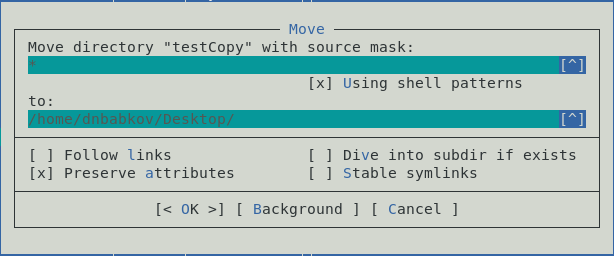 Move
Move directory "testCopy" with source mask:
* [^]
[x] Using shell patterns
to:
/home/dnbabkov/Desktop/ [^]
[ ] Follow links [ ] Dive into subdir if exists
[x] Preserve attributes [ ] Stable symlinks
[< OK >] [ Background ] [ Cancel ]